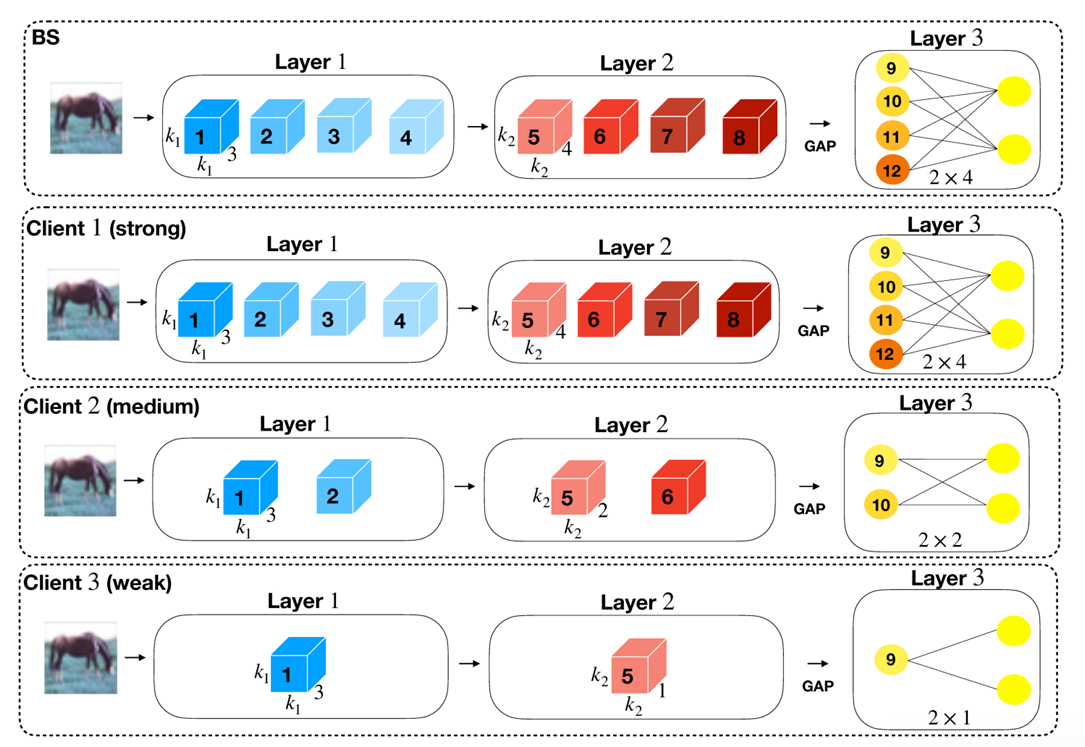 BS
Layer 1
Layer 2
Layer 3
1 2 3 4
k₁
k₁
3
5 6 7 8
k₂
k₂
4
GAP
9
10
11
12
2 × 4
Client 1 (strong)
Layer 1
Layer 2
Layer 3
1 2 3 4
k₁
k₁
3
5 6 7 8
k₂
k₂
4
GAP
9
10
11
12
2 × 4
Client 2 (medium)
Layer 1
Layer 2
Layer 3
1 2
k₁
k₁
3
5 6
k₂
k₂
2
GAP
9
10
2 × 2
Client 3 (weak)
Layer 1
Layer 2
Layer 3
1
k₁
k₁
3
5
k₂
k₂
1
GAP
9
2 × 1